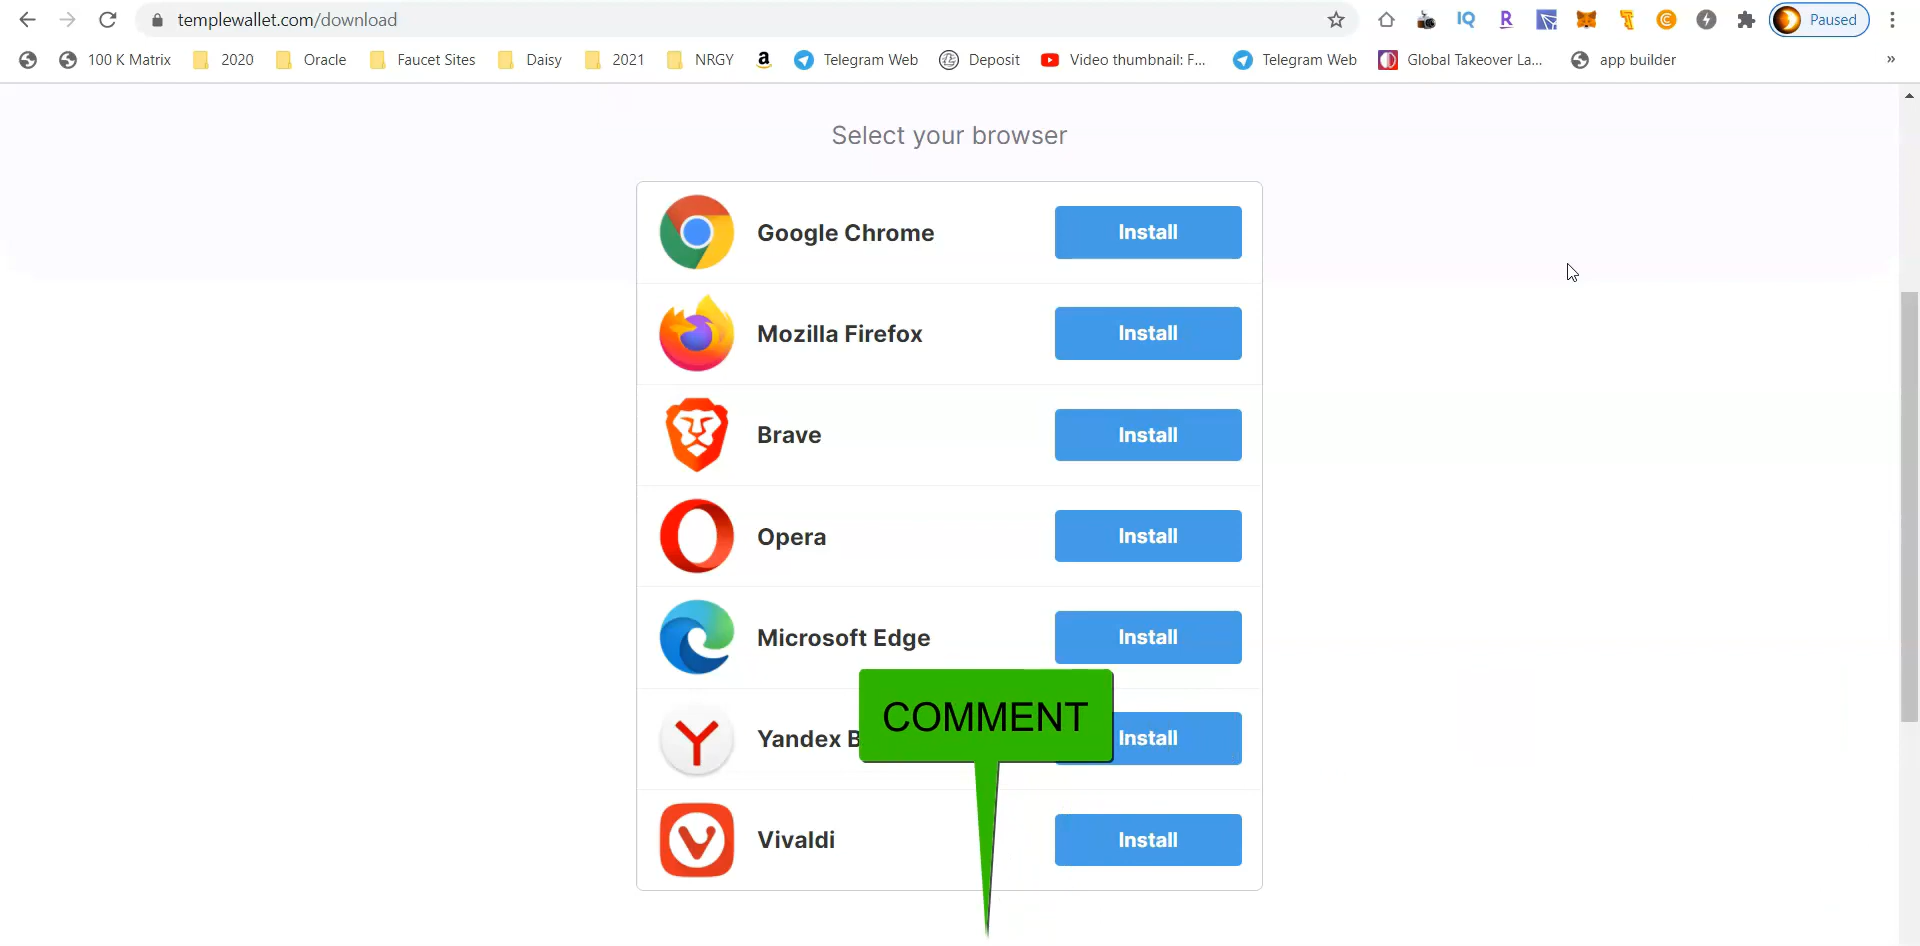 templewallet.com/download
IQ
R
Paused
100 K Matrix
2020
Oracle
Faucet Sites
Daisy
2021
NRGY
Telegram Web
Deposit
Video thumbnail: F...
Telegram Web
Global Takeover La...
app builder
»
Select your browser
Google Chrome
Install
Mozilla Firefox
Install
Brave
Install
Opera
Install
Microsoft Edge
Install
Yandex B
COMMENT
Install
Vivaldi
Install